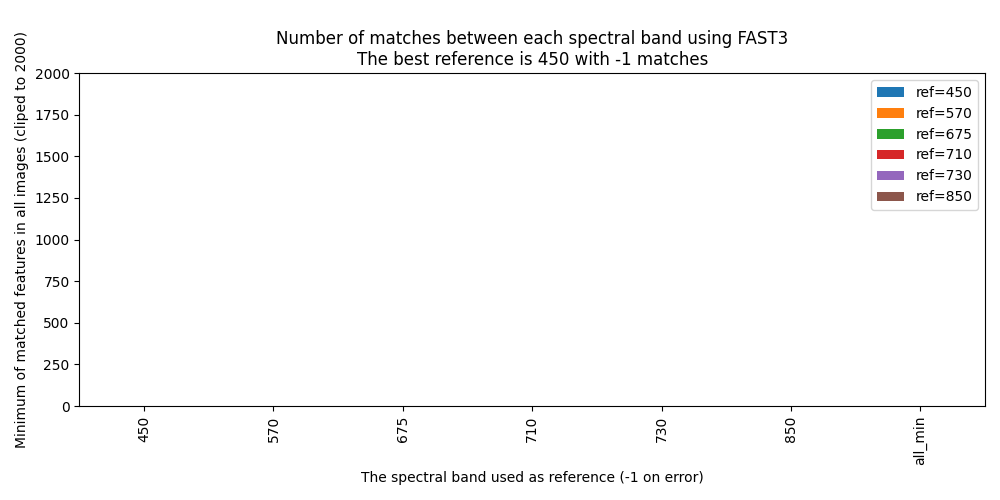 Number of matches between each spectral band using FAST3
The best reference is 450 with -1 matches
Minimum of matched features in all images (cliped to 2000)
2000
1750
1500
1250
1000
750
500
250
0
ref=450
ref=570
ref=675
ref=710
ref=730
ref=850
450
570
675
710
730
850
all_min
The spectral band used as reference (-1 on error)